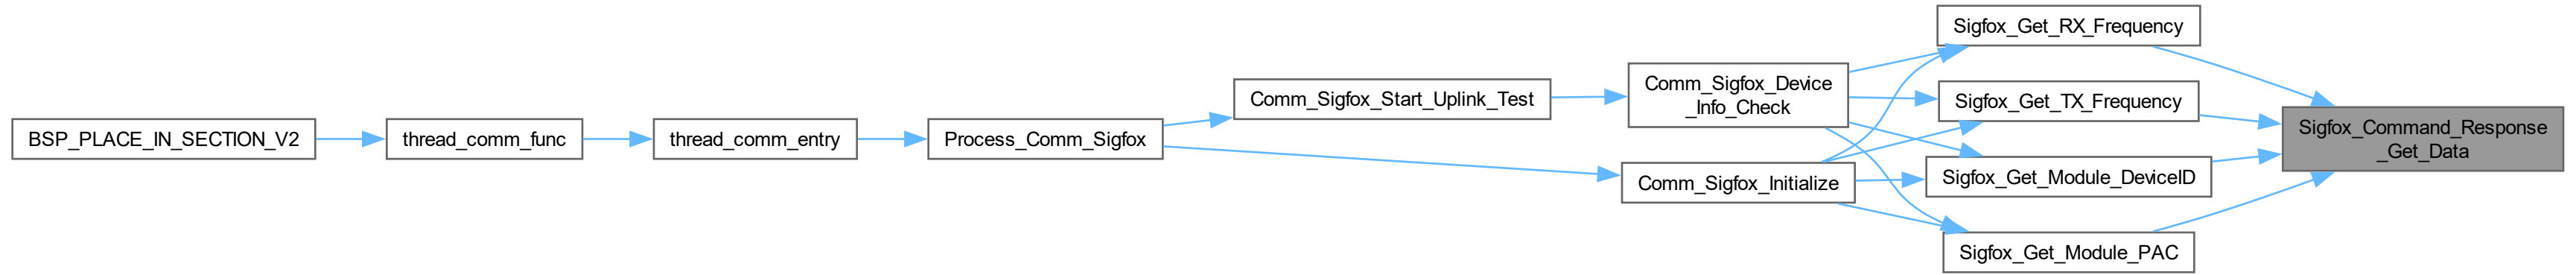 BSP_PLACE_IN_SECTION_V2
thread_comm_func
thread_comm_entry
Process_Comm_Sigfox
Comm_Sigfox_Start_Uplink_Test
Comm_Sigfox_Device
_Info_Check
Comm_Sigfox_Initialize
Sigfox_Get_RX_Frequency
Sigfox_Get_TX_Frequency
Sigfox_Get_Module_DeviceID
Sigfox_Get_Module_PAC
Sigfox_Command_Response
_Get_Data